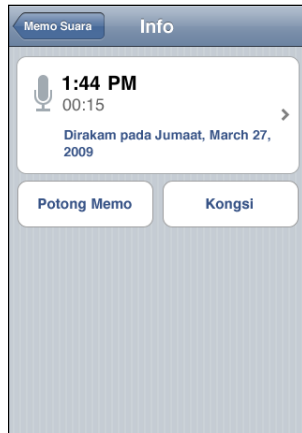 Memo Suara
Info
1:44 PM
00:15
Dirakam pada Jumaat, March 27,
2009
Potong Memo
Kongsi